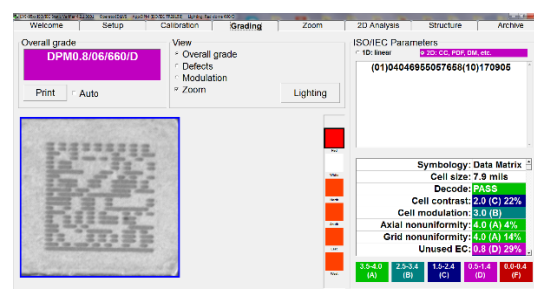 Welcome Setup Calibration Grading Zoom 2D Analysis Structure Archive
Overall grade
DPM0.8/06/660/D
Print
Auto
View
Overall grade
Defects
Modulation
Zoom
Lighting
ISO/IEC Parameters
1D: linear
2D: CC, PDF, DM, etc.
(01)04046955057658(10)170905
Symbology: Data Matrix
Cell size: 7.9 mils
Decode: PASS
Cell contrast: 2.0 (C) 22%
Cell modulation: 3.0 (B)
Axial nonuniformity: 4.0 (A) 4%
Grid nonuniformity: 4.0 (A) 14%
Unused EC: 0.8 (D) 29%
3.5-4.0 2.5-3.4 1.5-2.4 0.5-1.4 0.0-0.4
(A) (B) (C) (D) (F)